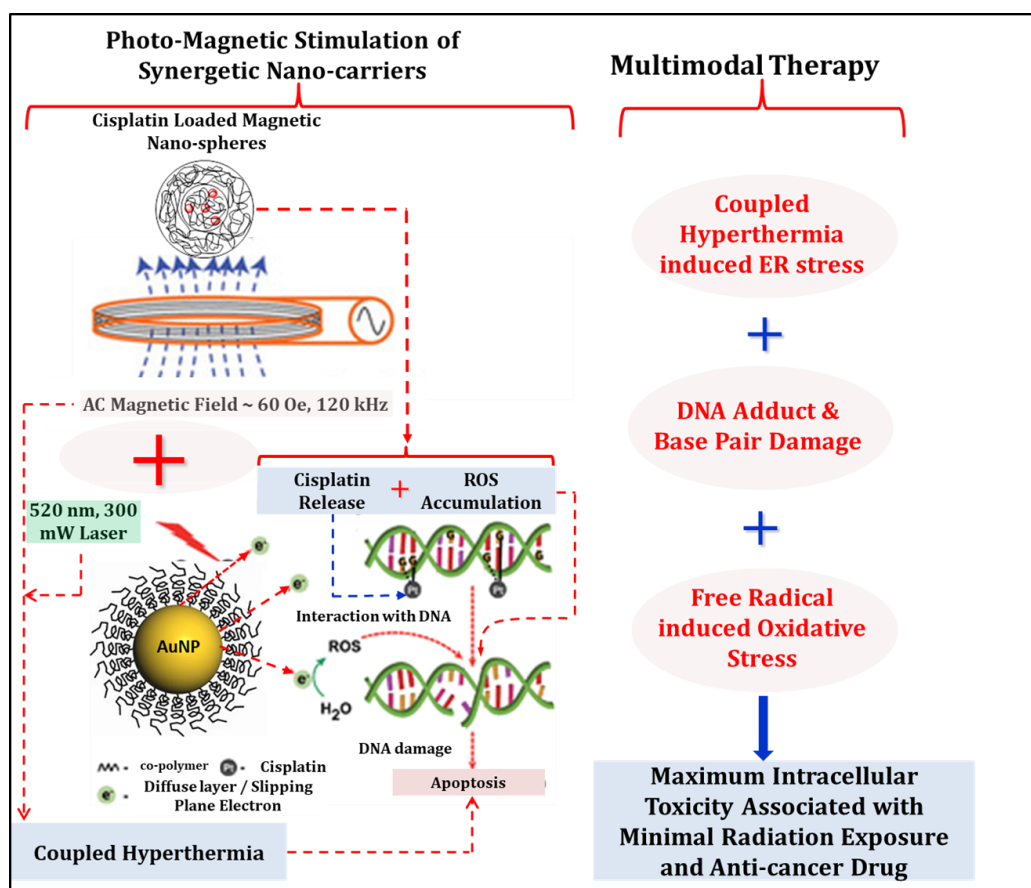 Photo-Magnetic Stimulation of
Synergetic Nano-carriers
Cisplatin Loaded Magnetic
Nano-spheres
AC Magnetic Field ~ 60 Oe, 120 kHz
+
Cisplatin
Release
+
ROS
Accumulation
520 nm, 300
mW Laser
e-
e-
e-
AuNP
G
G
G
G
Pt
Pt
Interaction with DNA
ROS
H₂O
DNA damage
Apoptosis
co-polymer
Pt - Cisplatin
e- - Diffuse layer / Slipping
Plane Electron
Coupled Hyperthermia
Multimodal Therapy
Coupled
Hyperthermia
induced ER stress
+
DNA Adduct &
Base Pair Damage
+
Free Radical
induced Oxidative
Stress
Maximum Intracellular
Toxicity Associated with
Minimal Radiation Exposure
and Anti-cancer Drug